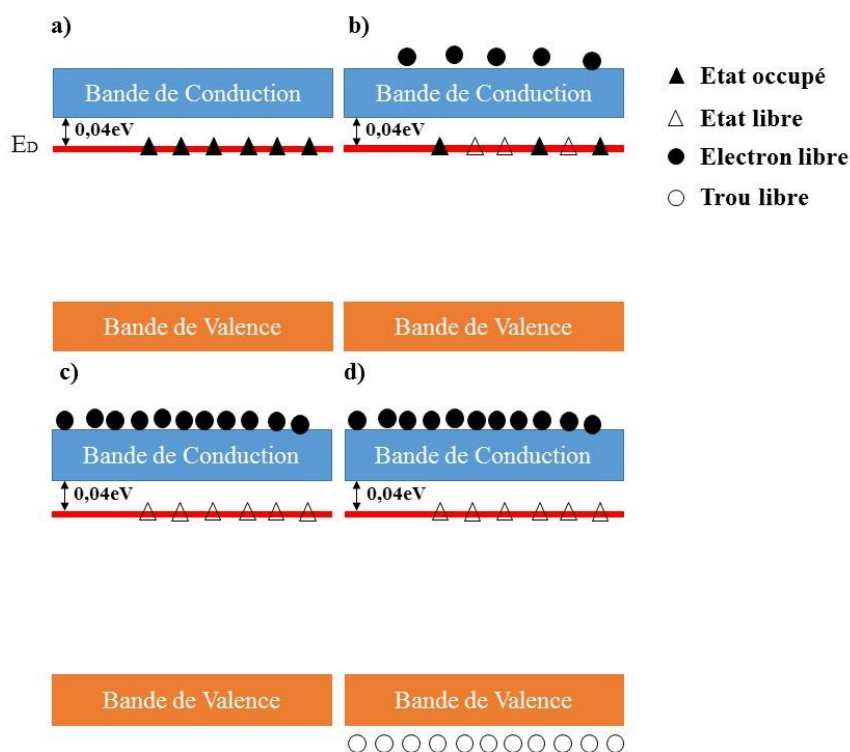 a)
b)
Bande de Conduction
Bande de Conduction
0,04eV
0,04eV
ED
Bande de Valence
Bande de Valence
Etat occupé
Etat libre
Electron libre
Trou libre
c)
d)
Bande de Conduction
Bande de Conduction
0,04eV
0,04eV
Bande de Valence
Bande de Valence